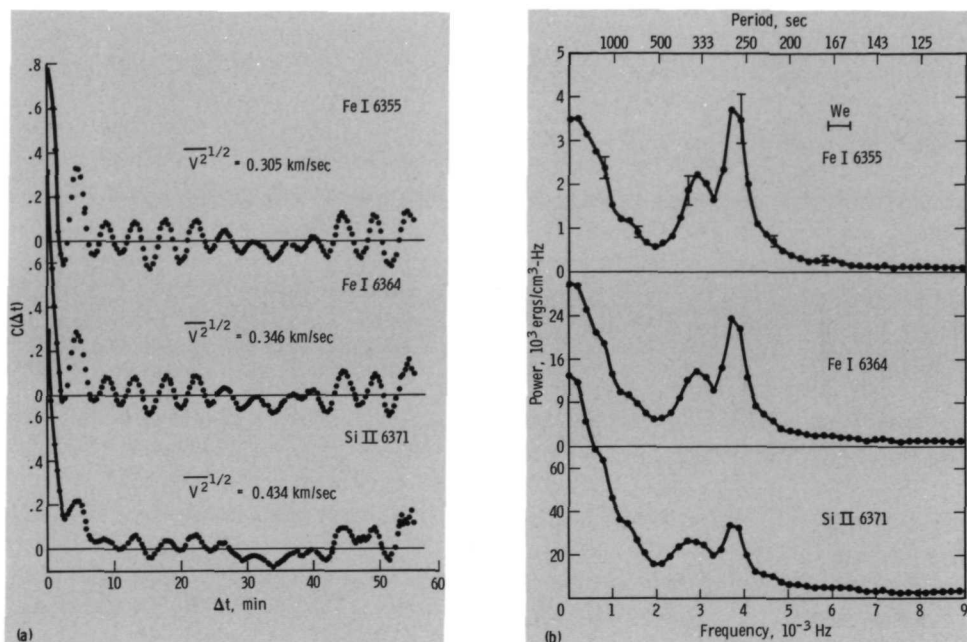 .8
.6
.4
.2
0
.6
.4
.2
0
.6
.4
.2
0
C(Δt)
Fe I 6355
V̅²̅ 1/2 = 0.305 km/sec
Fe I 6364
V̅²̅ 1/2 = 0.346 km/sec
Si II 6371
V̅²̅ 1/2 = 0.434 km/sec
0 10 20 30 40 50 60
Δt, min
(a)
Period, sec
1000 500 333 250 200 167 143 125
5
4
3
2
1
0
24
16
9
0
60
40
20
0
Power, 10³ ergs/cm³-Hz
We
Fe I 6355
Fe I 6364
Si II 6371
0 1 2 3 4 5 6 7 8 9
Frequency, 10⁻³ Hz
(b)